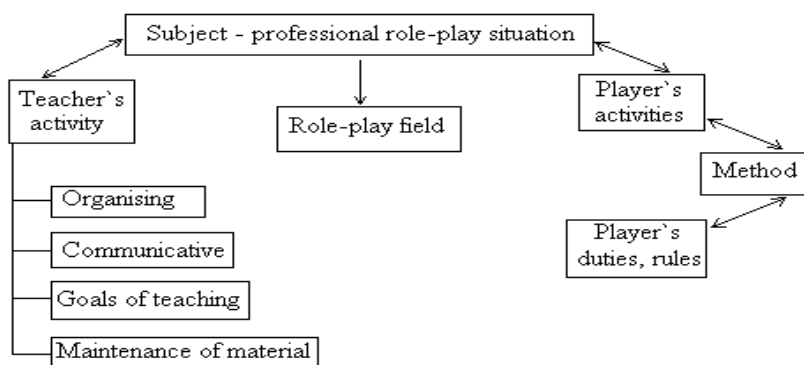 Subject - professional role-play situation
Teacher`s
activity
Role-play field
Player`s
activities
Method
Organising
Communicative
Player`s
duties, rules
Goals of teaching
Maintenance of material